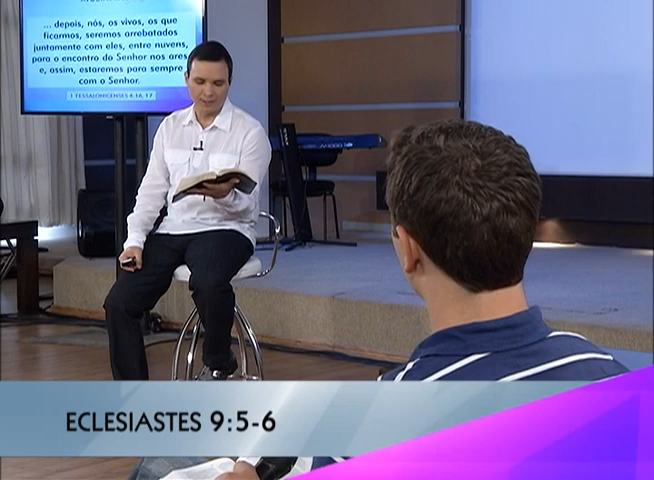 ... depois, nós, os vivos, os que
ficarmos, seremos arrebatados
juntamente com eles, entre nuvens,
para o encontro do Senhor nos ares
e, assim, estaremos para sempre
com o Senhor.
1 TESSALONICENSES 4:16, 17
ECLESIASTES 9:5-6